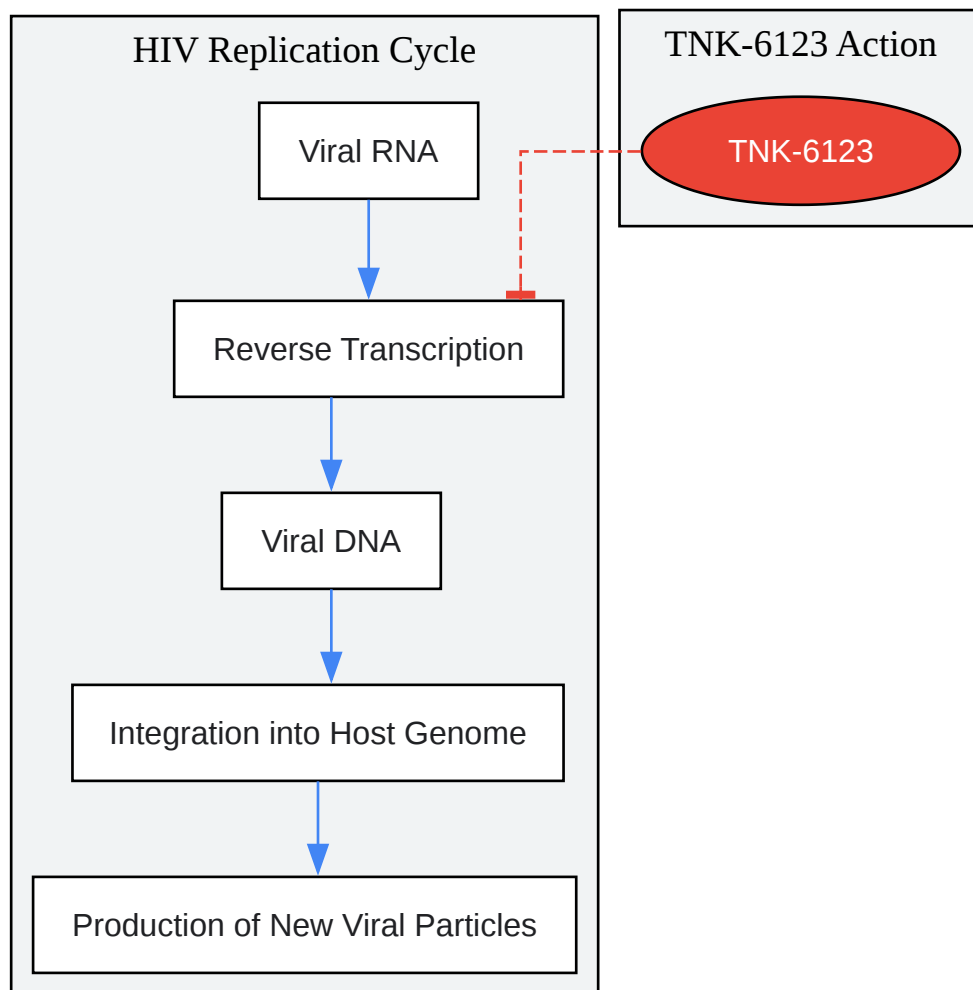 HIV Replication Cycle
Viral RNA
Reverse Transcription
Viral DNA
Integration into Host Genome
Production of New Viral Particles
TNK-6123 Action
TNK-6123